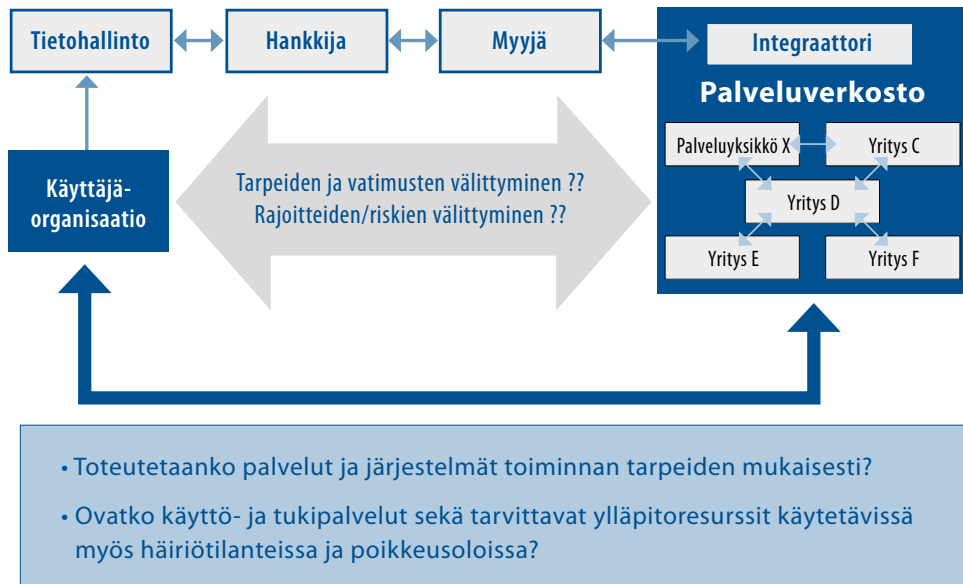 Tietohallinto
Hankkija
Myyjä
Integraattori
Palveluverkosto
Palveluyksikkö X
Yritys C
Yritys D
Yritys E
Yritys F
Käyttäjä-
organisaatio
Tarpeiden ja vatimusten välittyminen ??
Rajoitteiden/riskien välittyminen ??
• Toteutetaanko palvelut ja järjestelmät toiminnan tarpeiden mukaisesti?
• Ovatko käyttö- ja tukipalvelut sekä tarvittavat ylläpitoresurssit käytetävissä
myös häiriötilanteissa ja poikkeusoloissa?